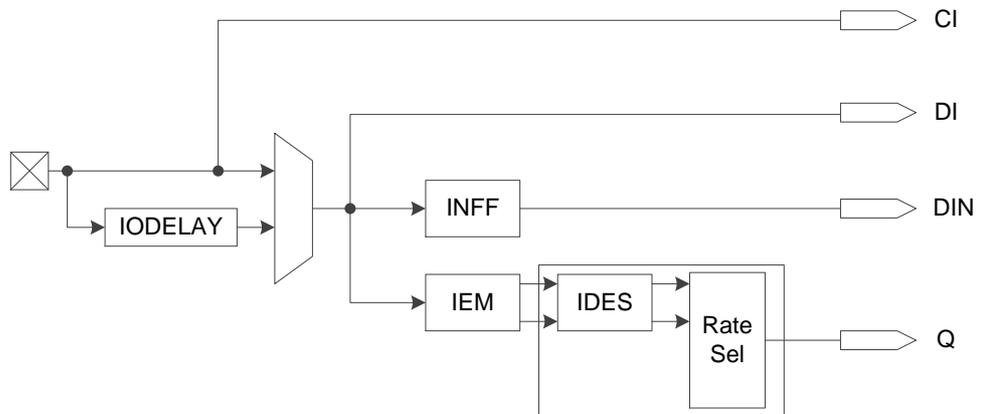 CI
DI
IODELAY
INFF
DIN
IEM
IDES
Rate
Sel
Q